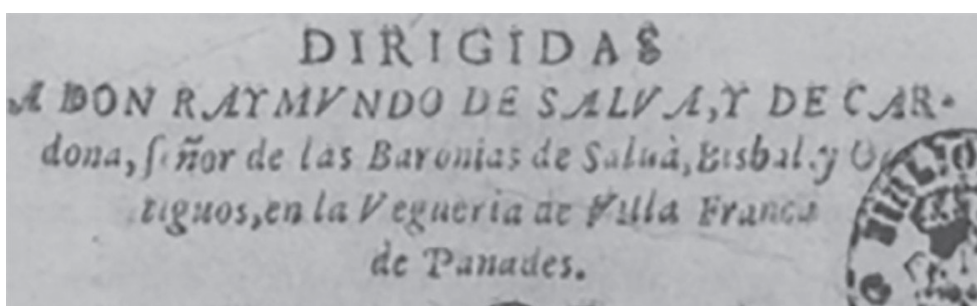 DIRIGIDAS
A DON RAYMVNDO DE SALVA, Y DE CAR-
dona, señor de las Baronias de Saluà, Bisbal, y
tiguos, en la Vegueria de Villa Franca
de Panades.